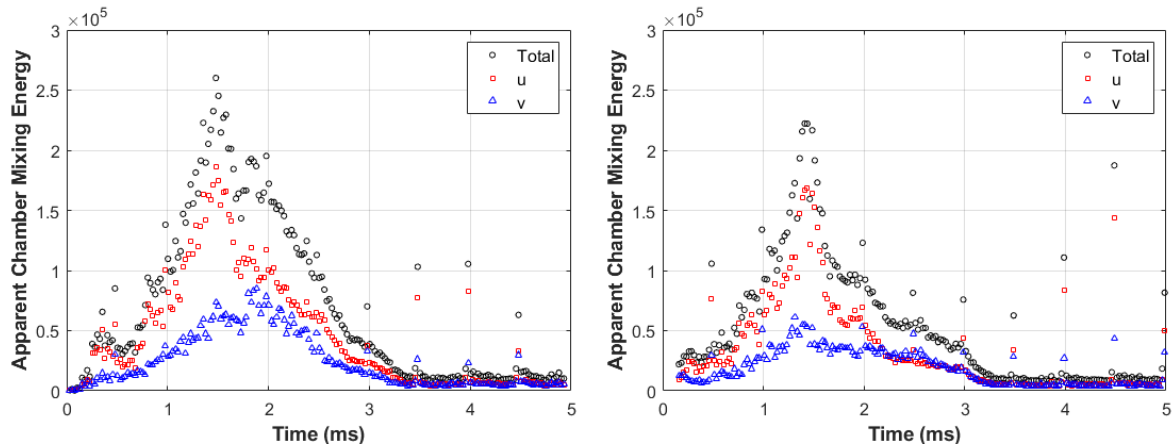 ×10⁵
3
2.5
2
1.5
1
0.5
0
Apparent Chamber Mixing Energy
Total
u
v
0 1 2 3 4 5
Time (ms)
×10⁵
3
2.5
2
1.5
1
0.5
0
Apparent Chamber Mixing Energy
Total
u
v
0 1 2 3 4 5
Time (ms)